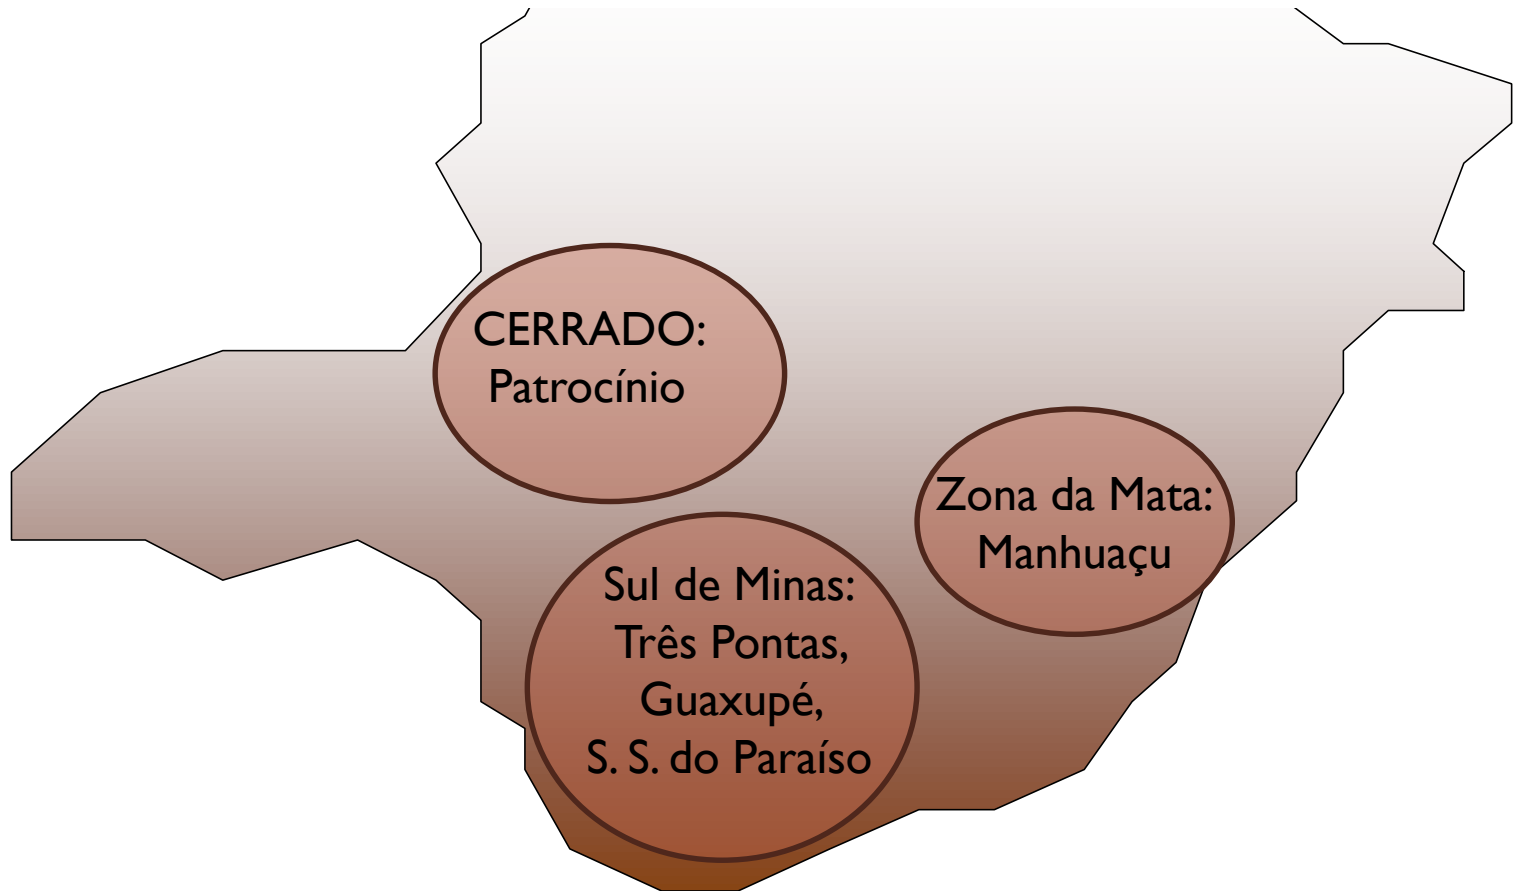 CERRADO:
Patrocínio
Zona da Mata:
Manhuaçu
Sul de Minas:
Três Pontas,
Guaxupé,
S. S. do Paraíso